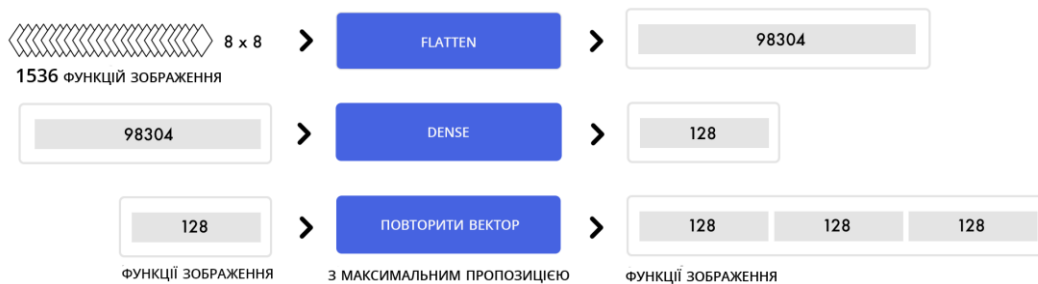 8 x 8
FLATTEN
98304
1536 ФУНКЦІЙ ЗОБРАЖЕННЯ
98304
DENSE
128
128
ПОВТОРИТИ ВЕКТОР
128
128
128
ФУНКЦІЇ ЗОБРАЖЕННЯ
З МАКСИМАЛЬНИМ ПРОПОЗИЦІЄЮ
ФУНКЦІЇ ЗОБРАЖЕННЯ